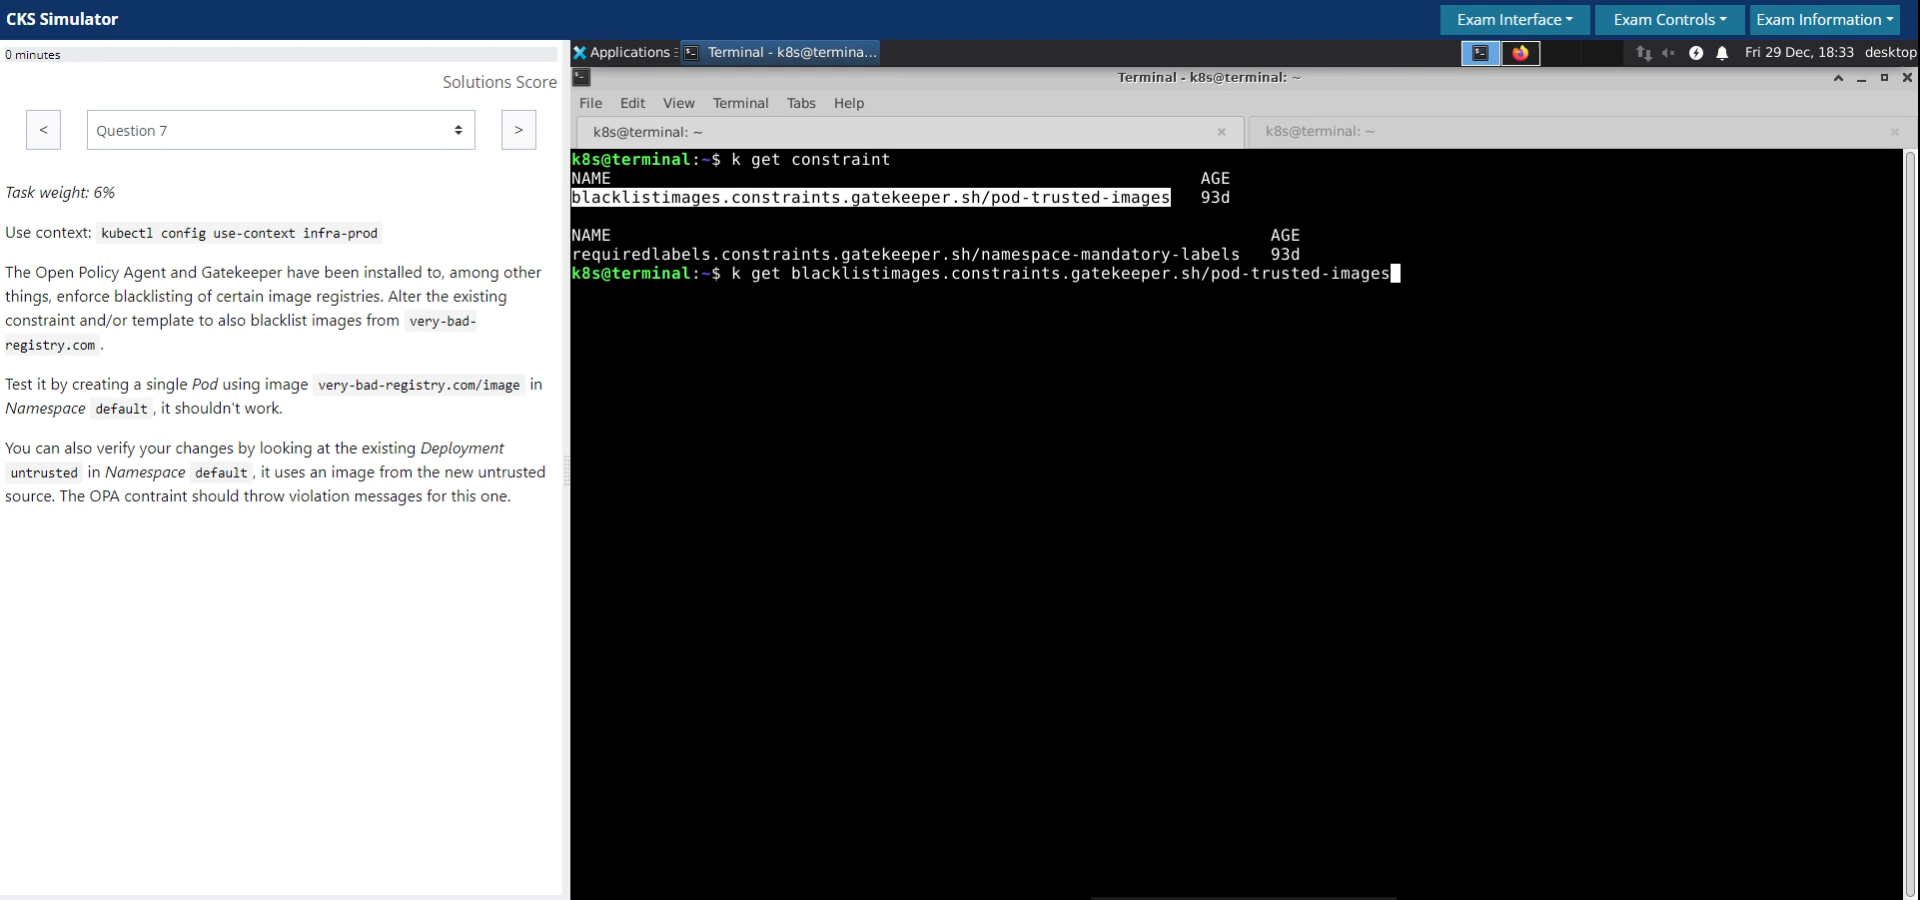 CKS Simulator
Exam Interface
Exam Controls
Exam Information
0 minutes
Solutions Score
<
Question 7
>
Task weight: 6%
Use context: kubectl config use-context infra-prod
The Open Policy Agent and Gatekeeper have been installed to, among other
things, enforce blacklisting of certain image registries. Alter the existing
constraint and/or template to also blacklist images from very-bad-
registry.com .
Test it by creating a single Pod using image very-bad-registry.com/image in
Namespace default , it shouldn't work.
You can also verify your changes by looking at the existing Deployment
untrusted in Namespace default , it uses an image from the new untrusted
source. The OPA contraint should throw violation messages for this one.
Applications
Terminal - k8s@termina...
Fri 29 Dec, 18:33 desktop
Terminal - k8s@terminal: ~
File Edit View Terminal Tabs Help
k8s@terminal: ~
k8s@terminal: ~
k8s@terminal:~$ k get constraint
NAME AGE
blacklistimages.constraints.gatekeeper.sh/pod-trusted-images 93d
NAME AGE
requiredlabels.constraints.gatekeeper.sh/namespace-mandatory-labels 93d
k8s@terminal:~$ k get blacklistimages.constraints.gatekeeper.sh/pod-trusted-images